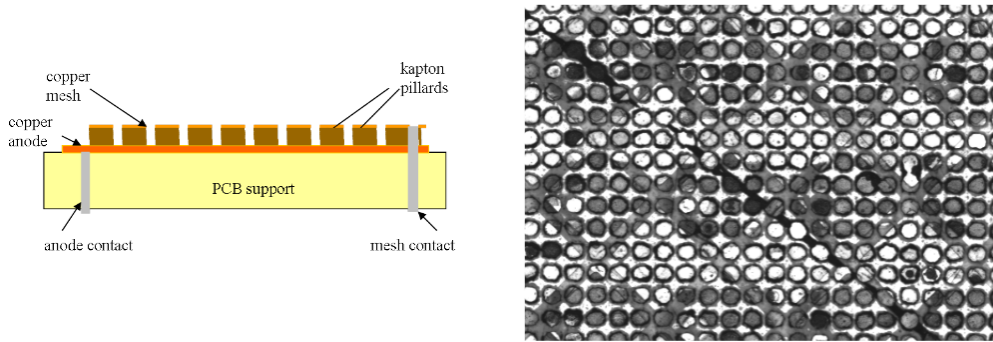 copper
mesh
kapton
pillards
copper
anode
PCB support
anode contact
mesh contact